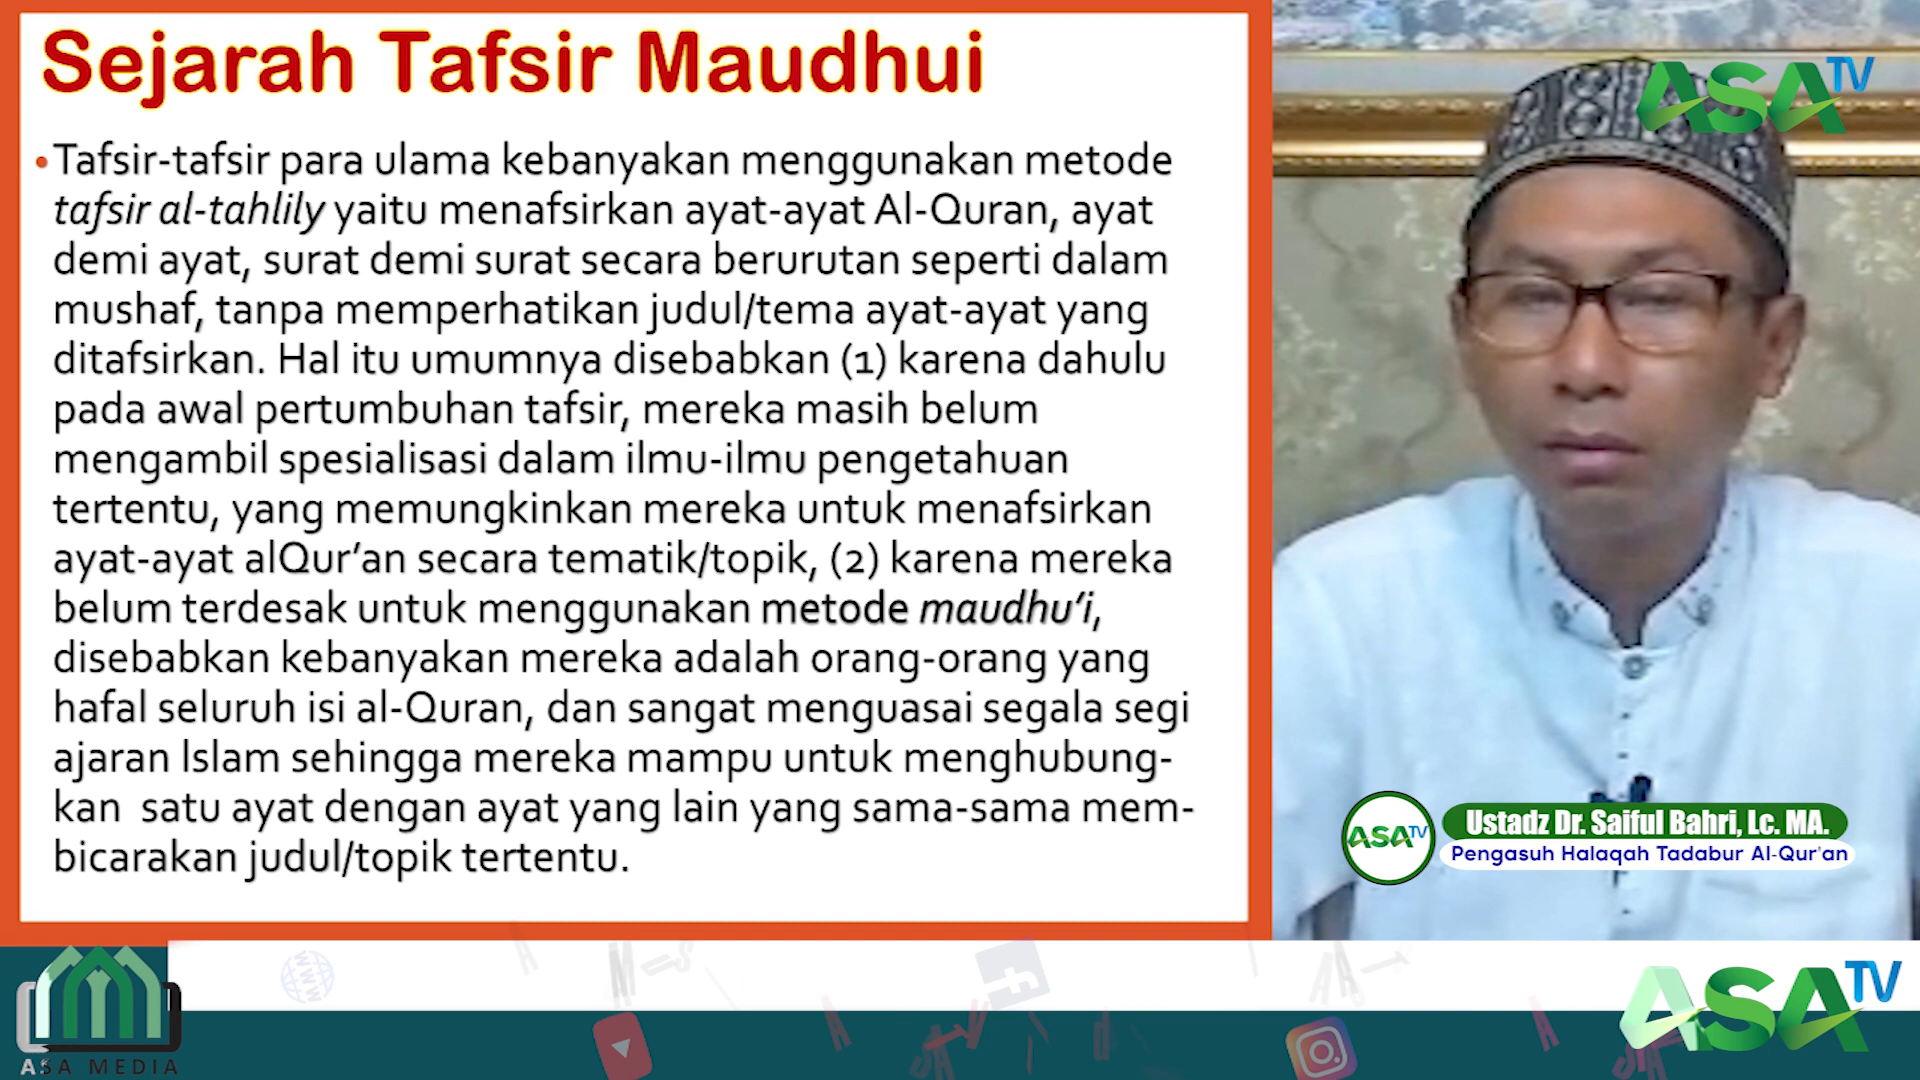 Sejarah Tafsir Maudhui
•Tafsir-tafsir para ulama kebanyakan menggunakan metode
tafsir al-tahlily yaitu menafsirkan ayat-ayat Al-Quran, ayat
demi ayat, surat demi surat secara berurutan seperti dalam
mushaf, tanpa memperhatikan judul/tema ayat-ayat yang
ditafsirkan. Hal itu umumnya disebabkan (1) karena dahulu
pada awal pertumbuhan tafsir, mereka masih belum
mengambil spesialisasi dalam ilmu-ilmu pengetahuan
tertentu, yang memungkinkan mereka untuk menafsirkan
ayat-ayat alQur’an secara tematik/topik, (2) karena mereka
belum terdesak untuk menggunakan metode maudhu’i,
disebabkan kebanyakan mereka adalah orang-orang yang
hafal seluruh isi al-Quran, dan sangat menguasai segala segi
ajaran Islam sehingga mereka mampu untuk menghubung-
kan satu ayat dengan ayat yang lain yang sama-sama mem-
bicarakan judul/topik tertentu.
ASA TV
ASA TV
Ustadz Dr. Saiful Bahri, Lc. MA.
Pengasuh Halaqah Tadabur Al-Qur'an
ASA MEDIA
www
ASA TV